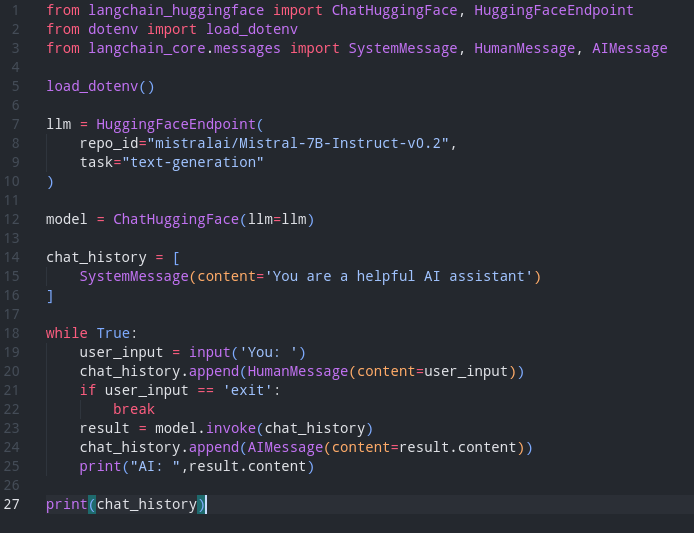 1 from langchain_huggingface import ChatHuggingFace, HuggingFaceEndpoint
2 from dotenv import load_dotenv
3 from langchain_core.messages import SystemMessage, HumanMessage, AIMessage
4
5 load_dotenv()
6
7 llm = HuggingFaceEndpoint(
8     repo_id="mistralai/Mistral-7B-Instruct-v0.2",
9     task="text-generation"
10 )
11
12 model = ChatHuggingFace(llm=llm)
13
14 chat_history = [
15     SystemMessage(content='You are a helpful AI assistant')
16 ]
17
18 while True:
19     user_input = input('You: ')
20     chat_history.append(HumanMessage(content=user_input))
21     if user_input == 'exit':
22         break
23     result = model.invoke(chat_history)
24     chat_history.append(AIMessage(content=result.content))
25     print("AI: ",result.content)
26
27 print(chat_history)